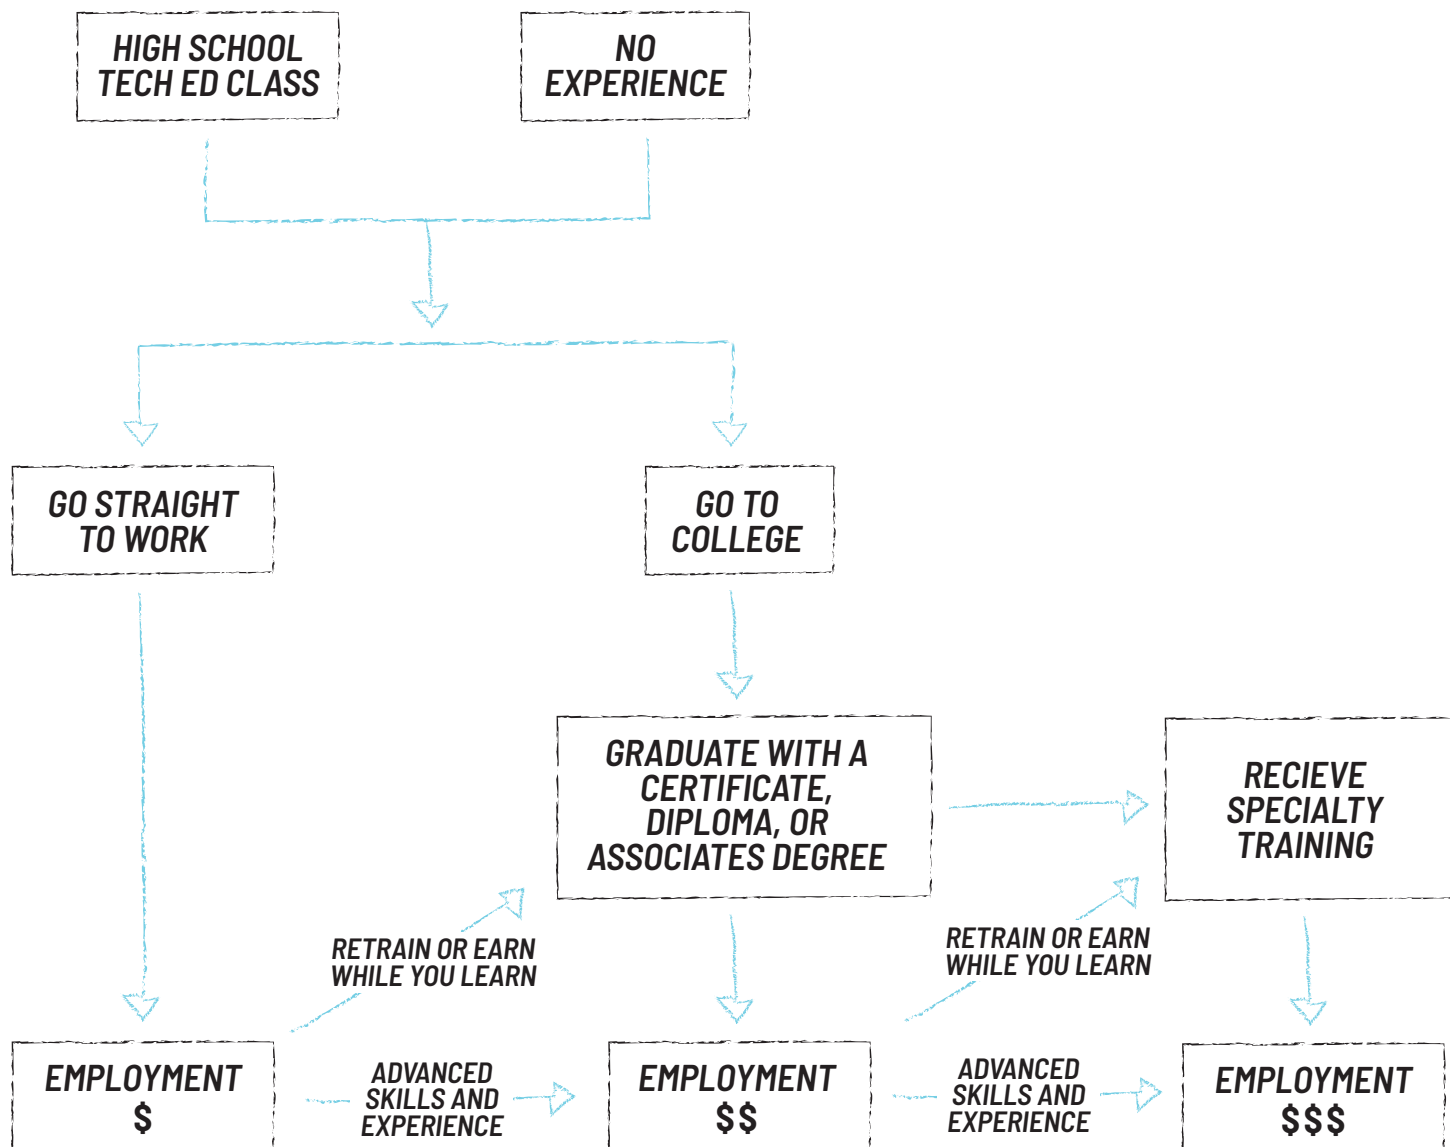 HIGH SCHOOL
TECH ED CLASS
NO
EXPERIENCE
GO STRAIGHT
TO WORK
GO TO
COLLEGE
GRADUATE WITH A
CERTIFICATE,
DIPLOMA, OR
ASSOCIATES DEGREE
RECIEVE
SPECIALTY
TRAINING
RETRAIN OR EARN
WHILE YOU LEARN
RETRAIN OR EARN
WHILE YOU LEARN
EMPLOYMENT
$
ADVANCED
SKILLS AND
EXPERIENCE
EMPLOYMENT
$$
ADVANCED
SKILLS AND
EXPERIENCE
EMPLOYMENT
$$$